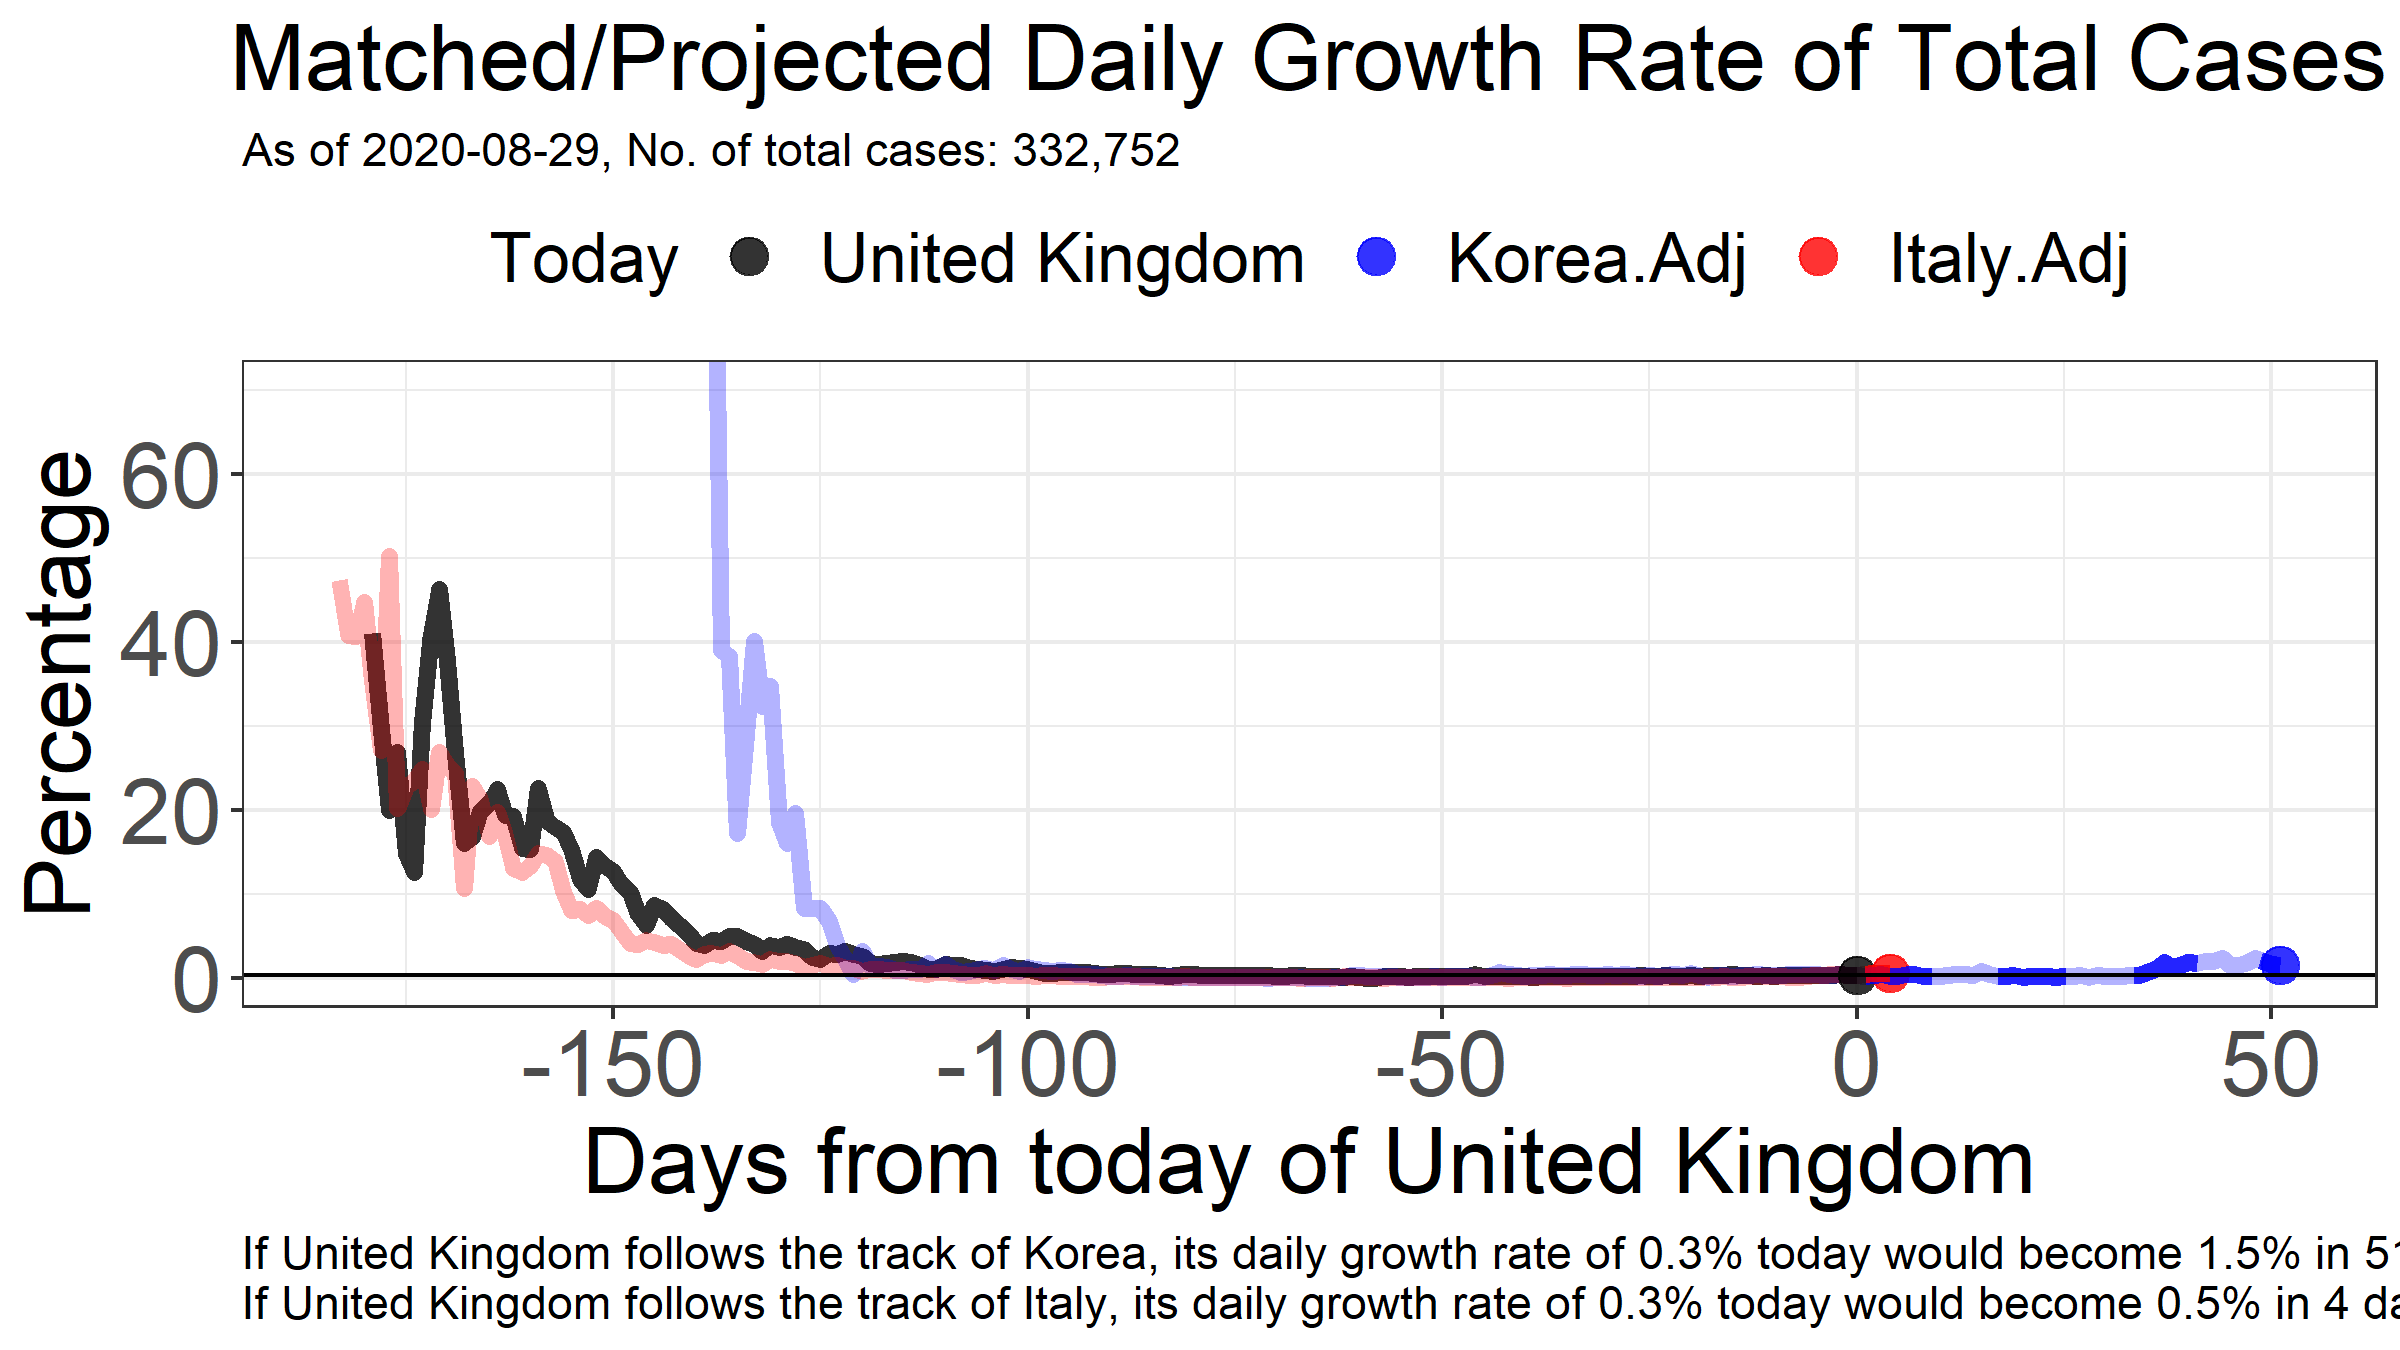 Matched/Projected Daily Growth Rate of Total Cases
As of 2020-08-29, No. of total cases: 332,752
Today United Kingdom Korea.Adj Italy.Adj
Percentage
60
40
20
0
-150 -100 -50 0 50
Days from today of United Kingdom
If United Kingdom follows the track of Korea, its daily growth rate of 0.3% today would become 1.5% in 51
If United Kingdom follows the track of Italy, its daily growth rate of 0.3% today would become 0.5% in 4